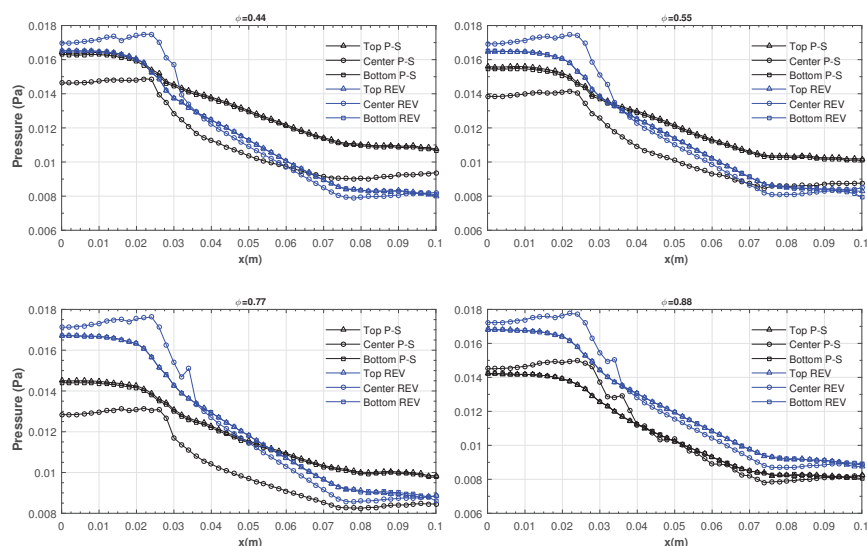 ϕ=0.44
0.018
0.016
0.014
0.012
0.01
0.008
0.006
Pressure (Pa)
Top P-S
Center P-S
Bottom P-S
Top REV
Center REV
Bottom REV
0 0.01 0.02 0.03 0.04 0.05 0.06 0.07 0.08 0.09 0.1
x(m)
ϕ=0.55
0.018
0.016
0.014
0.012
0.01
0.008
0.006
Top P-S
Center P-S
Bottom P-S
Top REV
Center REV
Bottom REV
0 0.01 0.02 0.03 0.04 0.05 0.06 0.07 0.08 0.09 0.1
x(m)
ϕ=0.77
0.018
0.016
0.014
0.012
0.01
0.008
Pressure (Pa)
Top P-S
Center P-S
Bottom P-S
Top REV
Center REV
Bottom REV
0 0.01 0.02 0.03 0.04 0.05 0.06 0.07 0.08 0.09 0.1
x(m)
ϕ=0.88
0.018
0.016
0.014
0.012
0.01
0.008
0.006
Top P-S
Center P-S
Bottom P-S
Top REV
Center REV
Bottom REV
0 0.01 0.02 0.03 0.04 0.05 0.06 0.07 0.08 0.09 0.1
x(m)